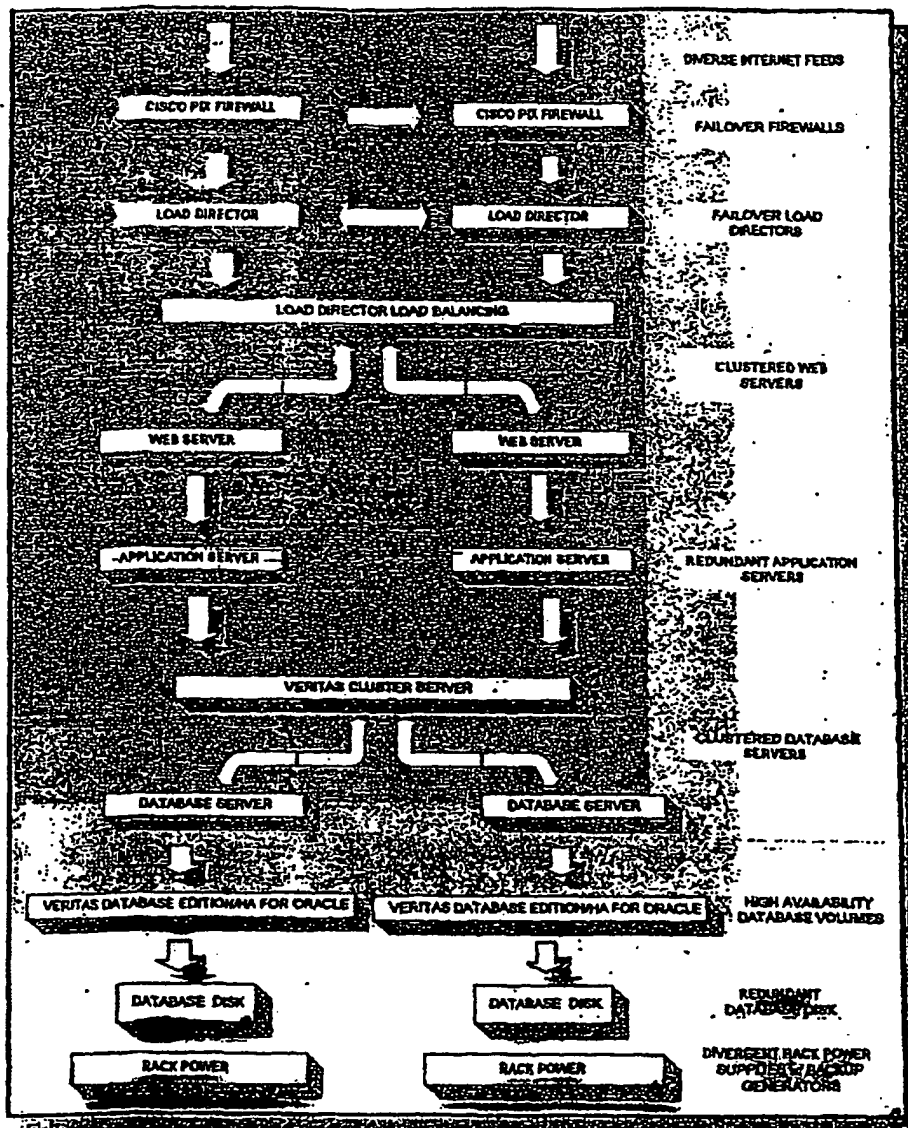 DIVERSE INTERNET FEEDS
CISCO PIX FIREWALL
CISCO PIX FIREWALL
FAILOVER FIREWALLS
LOAD DIRECTOR
LOAD DIRECTOR
FAILOVER LOAD
DIRECTORS
LOAD DIRECTOR LOAD BALANCING
CLUSTERED WEB
SERVERS
WEB SERVER
WEB SERVER
APPLICATION SERVER
APPLICATION SERVER
REDUNDANT APPLICATION
SERVERS
VERITAS CLUSTER SERVER
CLUSTERED DATABASE
SERVERS
DATABASE SERVER
DATABASE SERVER
VERITAS DATABASE EDITION/HA FOR ORACLE
VERITAS DATABASE EDITION/HA FOR ORACLE
HIGH AVAILABILITY
DATABASE VOLUMES
DATABASE DISK
DATABASE DISK
REDUNDANT
DATABASE DISK
RACK POWER
RACK POWER
DIVERGENT RACK POWER
SUPPLIES w/ BACKUP
GENERATORS